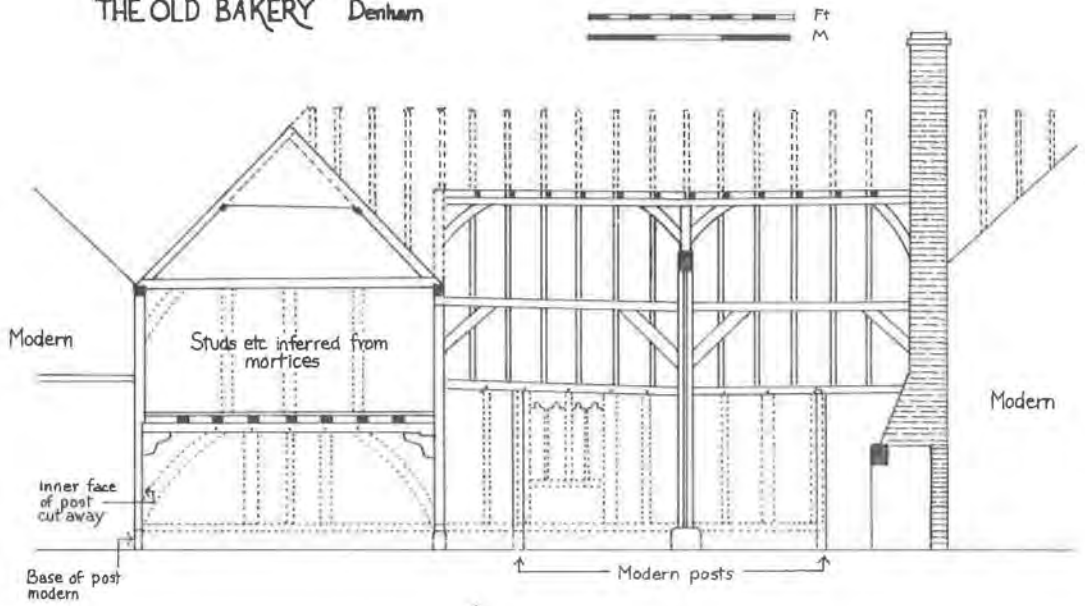 THE OLD BAKERY Denham
Ft
M
Modern
Studs etc inferred from
mortices
Modern
inner face
of post
cut away
Base of post
modern
Modern posts